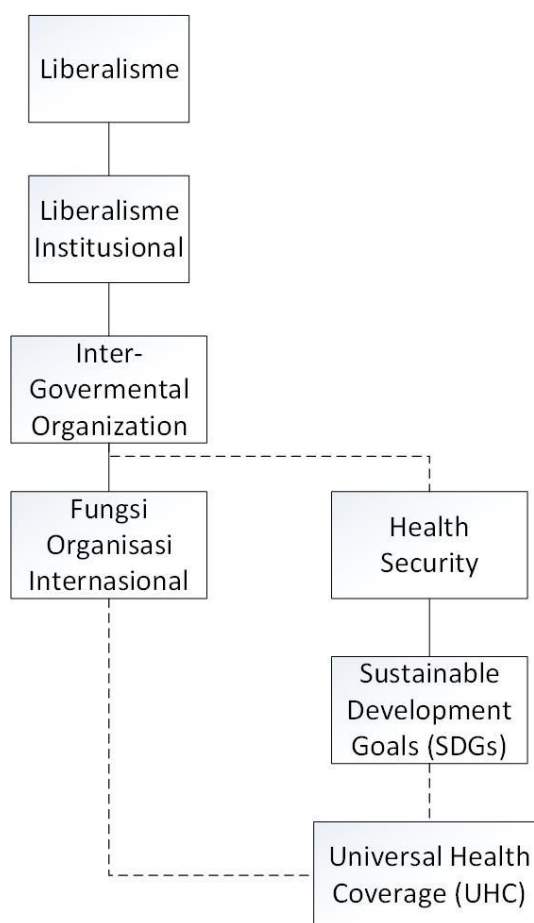 Liberalisme
Liberalisme
Institusional
Inter-
Govermental
Organization
Fungsi
Organisasi
Internasional
Health
Security
Sustainable
Development
Goals (SDGs)
Universal Health
Coverage (UHC)